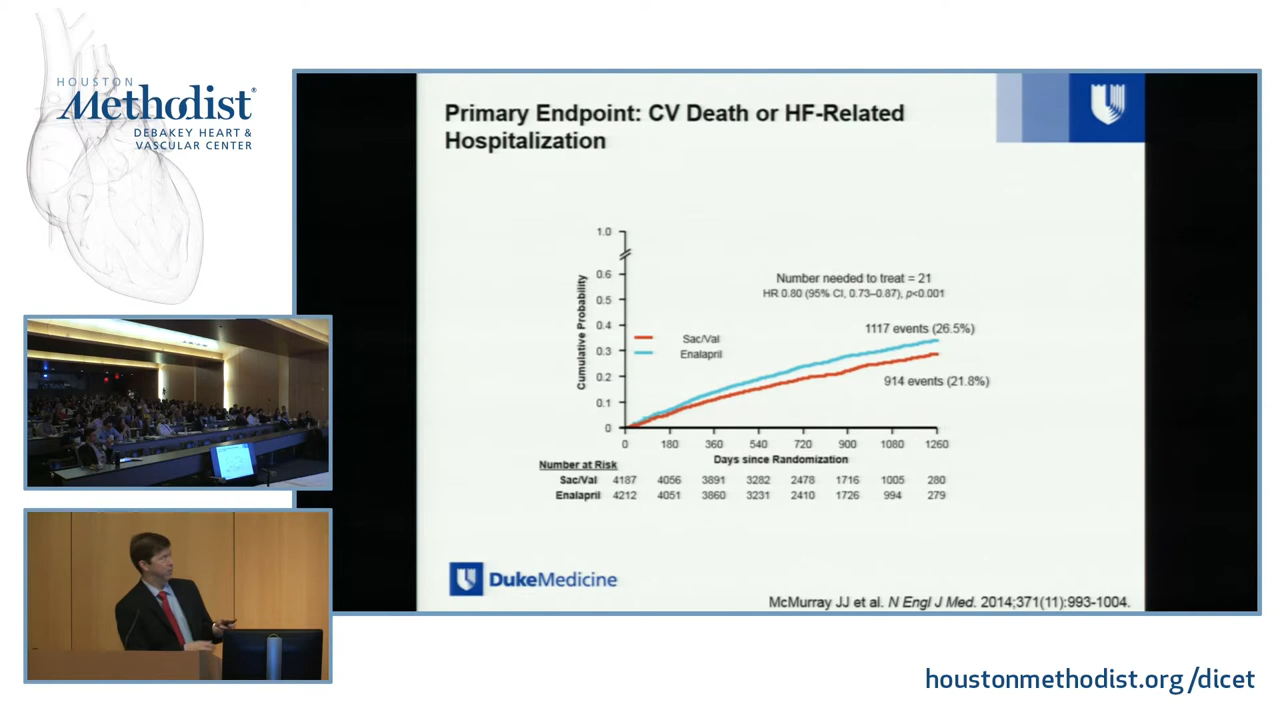 HOUSTON
Methodist®
DEBAKEY HEART &
VASCULAR CENTER
Primary Endpoint: CV Death or HF-Related
Hospitalization
1.0
0.6
0.5
0.4
0.3
0.2
0.1
0
Cumulative Probability
Number needed to treat = 21
HR 0.80 (95% CI, 0.73–0.87), p<0.001
Sac/Val
Enalapril
1117 events (26.5%)
914 events (21.8%)
0 180 360 540 720 900 1080 1260
Days since Randomization
Number at Risk
Sac/Val 4187 4056 3891 3282 2478 1716 1005 280
Enalapril 4212 4051 3860 3231 2410 1726 994 279
DukeMedicine
McMurray JJ et al. N Engl J Med. 2014;371(11):993-1004.
houstonmethodist.org/dicet